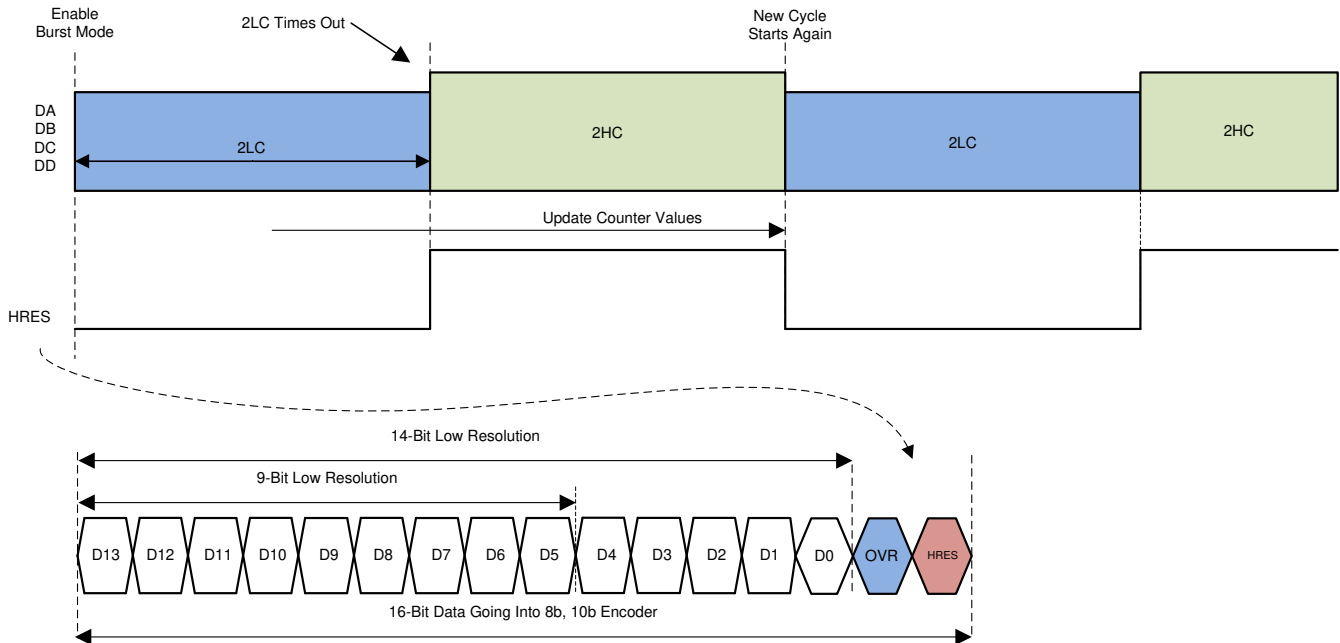 Enable
Burst Mode
2LC Times Out
New Cycle
Starts Again
DA
DB
DC
DD
2LC
2HC
2LC
2HC
Update Counter Values
HRES
14-Bit Low Resolution
9-Bit Low Resolution
D13 D12 D11 D10 D9 D8 D7 D6 D5 D4 D3 D2 D1 D0 OVR HRES
16-Bit Data Going Into 8b, 10b Encoder